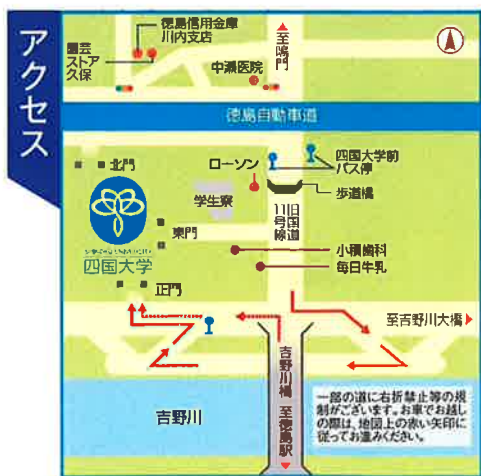 アクセス
徳島信用金庫
川内支店
園芸
ストア
久保
至鳴門
中瀬医院
徳島自動車道
北門
ローソン
四国大学前
バス停
学生寮
歩道橋
旧国道
11号線
東門
四国大学
小積歯科
毎日牛乳
正門
至吉野川大橋
吉野川橋
至徳島駅
吉野川
一部の道に右折禁止等の規
制がございます。お車でお越し
の際は、地図上の赤い矢印に
従ってお進みください。